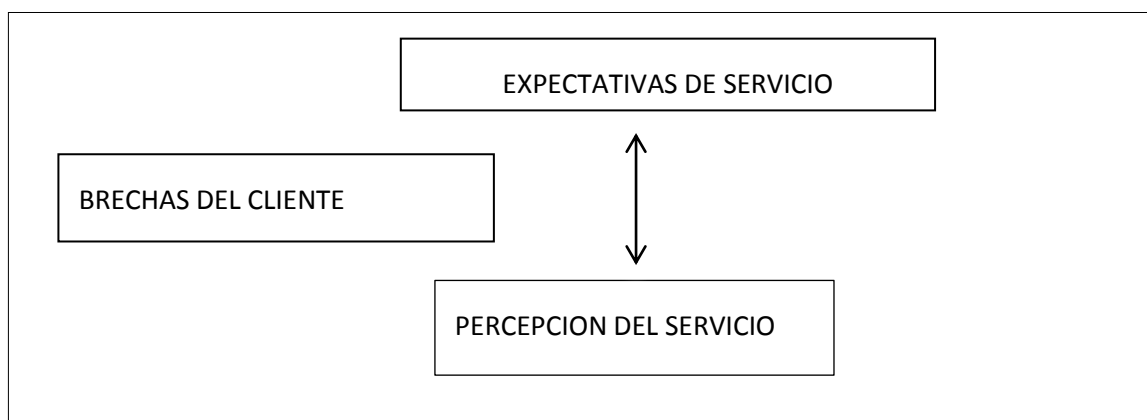 EXPECTATIVAS DE SERVICIO
BRECHAS DEL CLIENTE
PERCEPCION DEL SERVICIO